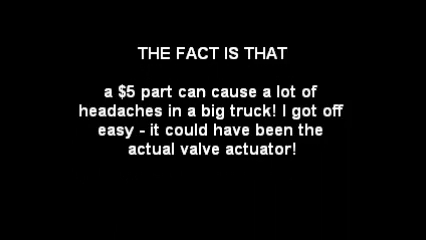 THE FACT IS THAT
a $5 part can cause a lot of
headaches in a big truck! I got off
easy - it could have been the
actual valve actuator!